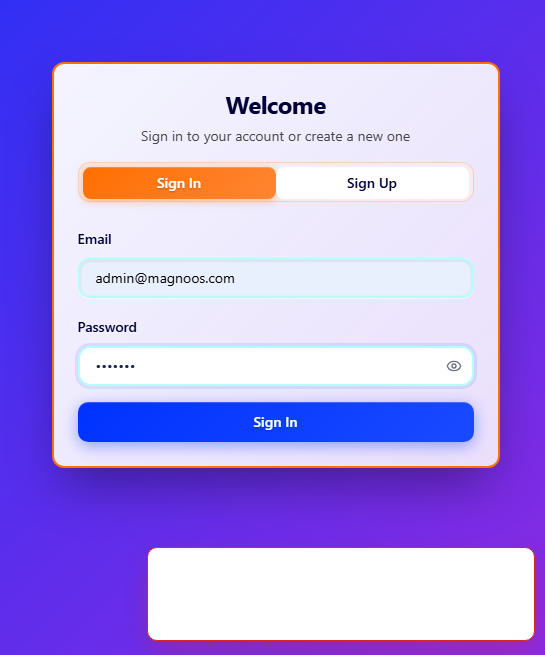 Welcome
Sign in to your account or create a new one
Sign In
Sign Up
Email
admin@magnoos.com
Password
•••••••
Sign In